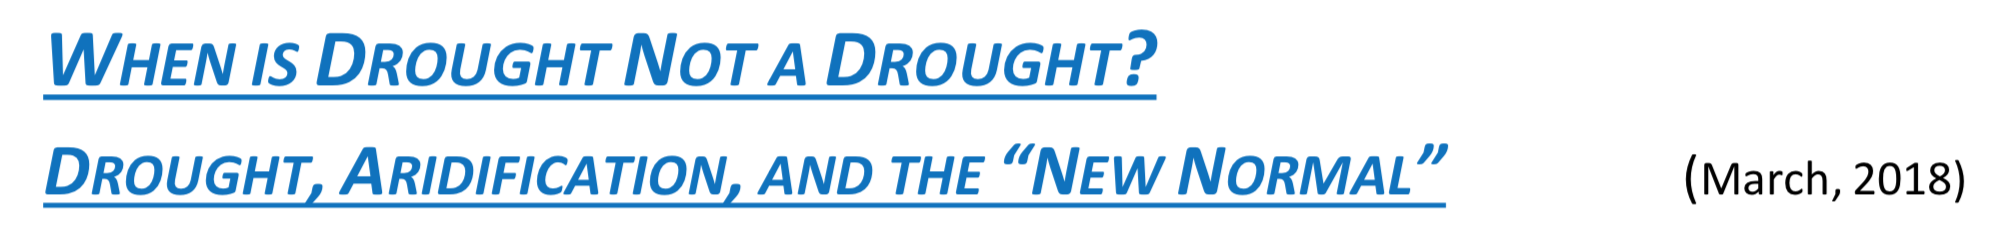 WHEN IS DROUGHT NOT A DROUGHT?
DROUGHT, ARIDIFICATION, AND THE “NEW NORMAL” (March, 2018)